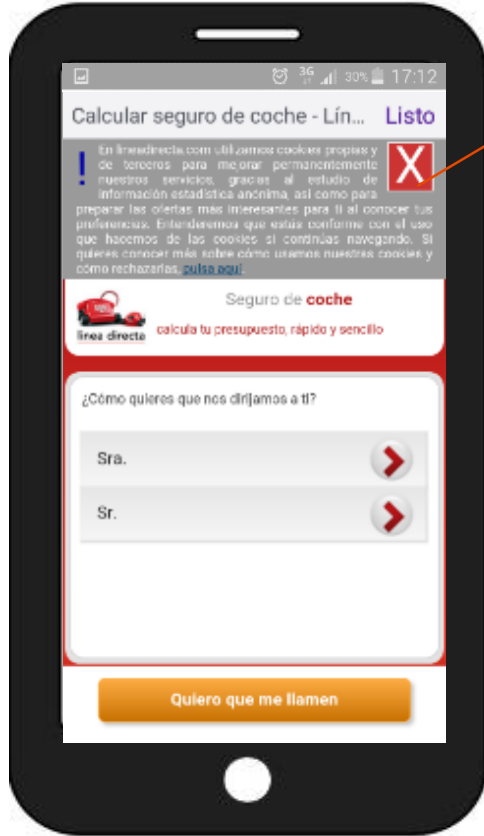 3G 30% 17:12
Calcular seguro de coche - Lín... Listo
! En lineadirecta.com utilizamos cookies propias y X
de terceros para mejorar permanentemente
nuestros servicios, gracias al estudio de
información estadística anónima, así como para
preparar las ofertas más interesantes para ti al conocer tus
preferencias. Entenderemos que estás conforme con el uso
que hacemos de las cookies si continúas navegando. Si
quieres conocer más sobre cómo usamos nuestras cookies y
cómo rechazarlas, pulsa aquí.
Seguro de coche
linea directa calcula tu presupuesto, rápido y sencillo
¿Cómo quieres que nos dirijamos a ti?
Sra.
Sr.
Quiero que me llamen